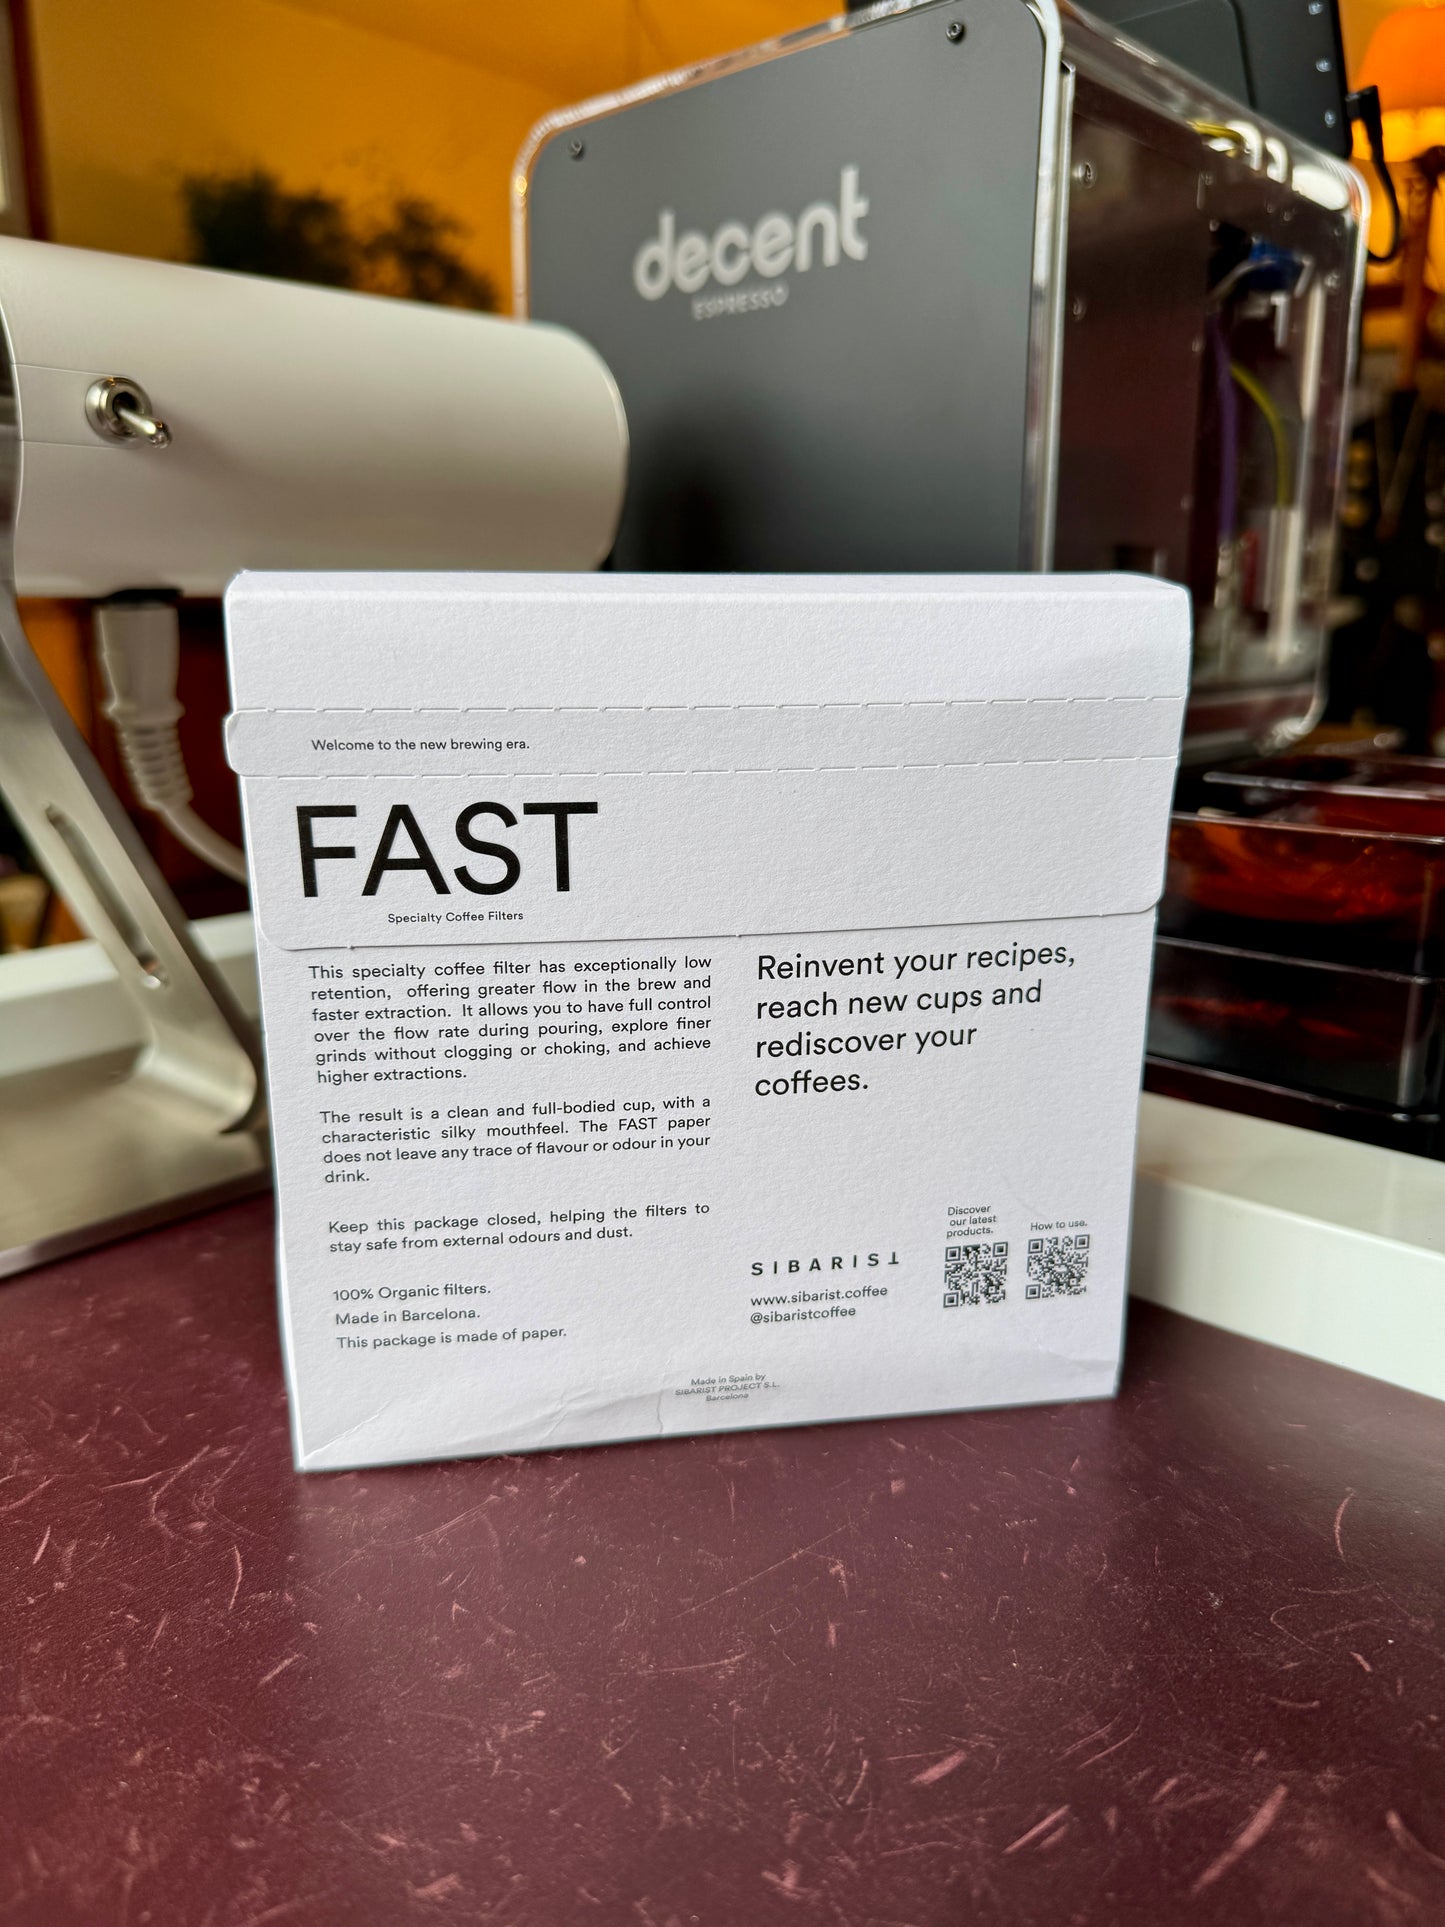 decent
ESPRESSO
Welcome to the new brewing era.
FAST
Specialty Coffee Filters
This specialty coffee filter has exceptionally low
retention, offering greater flow in the brew and
faster extraction. It allows you to have full control
over the flow rate during pouring, explore finer
grinds without clogging or choking, and achieve
higher extractions.
The result is a clean and full-bodied cup, with a
characteristic silky mouthfeel. The FAST paper
does not leave any trace of flavour or odour in your
drink.
Keep this package closed, helping the filters to
stay safe from external odours and dust.
100% Organic filters.
Made in Barcelona.
This package is made of paper.
Reinvent your recipes,
reach new cups and
rediscover your
coffees.
SIBARIST
www.sibarist.coffee
@sibaristcoffee
Discover
our latest
products.
How to use.
Made in Spain by
SIBARIST PROJECT S.L.
Barcelona